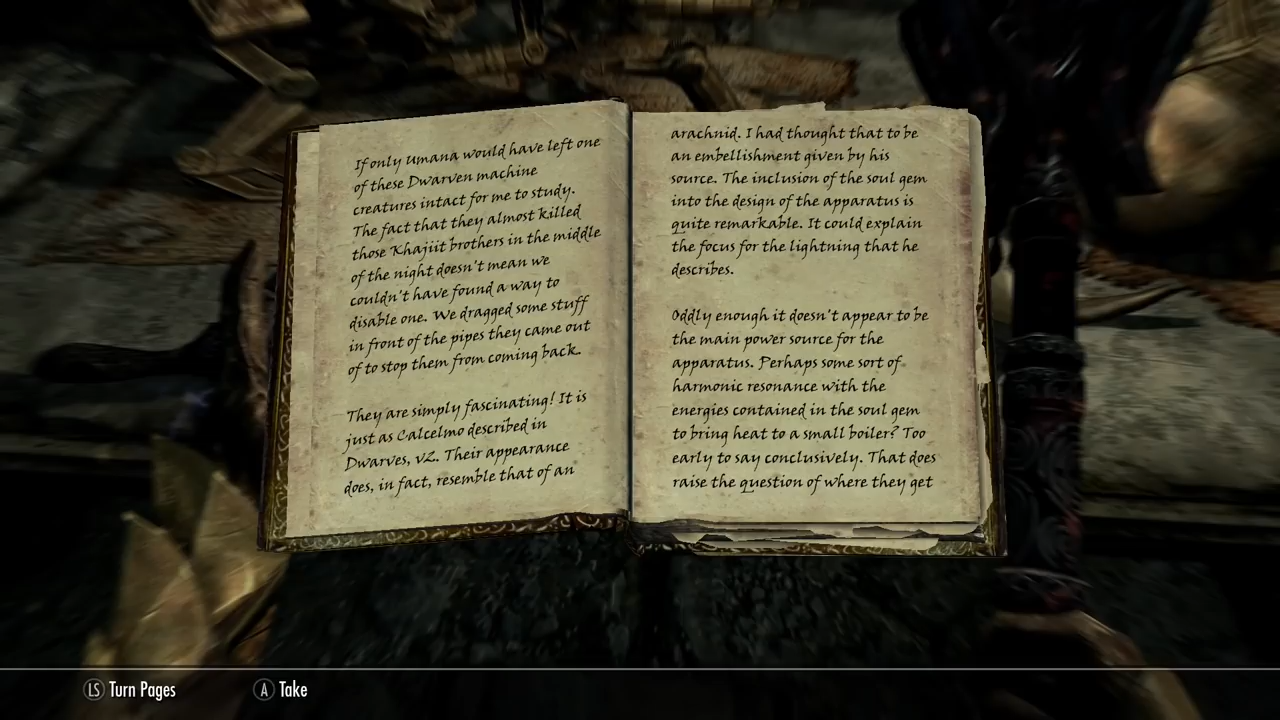 If only Umana would have left one
of these Dwarven machine
creatures intact for me to study.
The fact that they almost killed
those Khajiit brothers in the middle
of the night doesn't mean we
couldn't have found a way to
disable one. We dragged some stuff
in front of the pipes they came out
of to stop them from coming back.
They are simply fascinating! It is
just as Calcelmo described in
Dwarves, v2. Their appearance
does, in fact, resemble that of an
arachnid. I had thought that to be
an embellishment given by his
source. The inclusion of the soul gem
into the design of the apparatus is
quite remarkable. It could explain
the focus for the lightning that he
describes.
Oddly enough it doesn't appear to be
the main power source for the
apparatus. Perhaps some sort of
harmonic resonance with the
energies contained in the soul gem
to bring heat to a small boiler? Too
early to say conclusively. That does
raise the question of where they get
LS Turn Pages
A Take